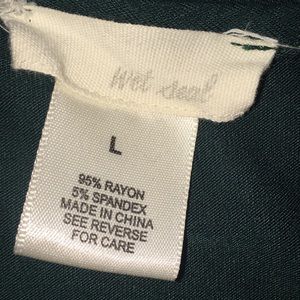 wet seal
L
95% RAYON
5% SPANDEX
MADE IN CHINA
SEE REVERSE
FOR CARE